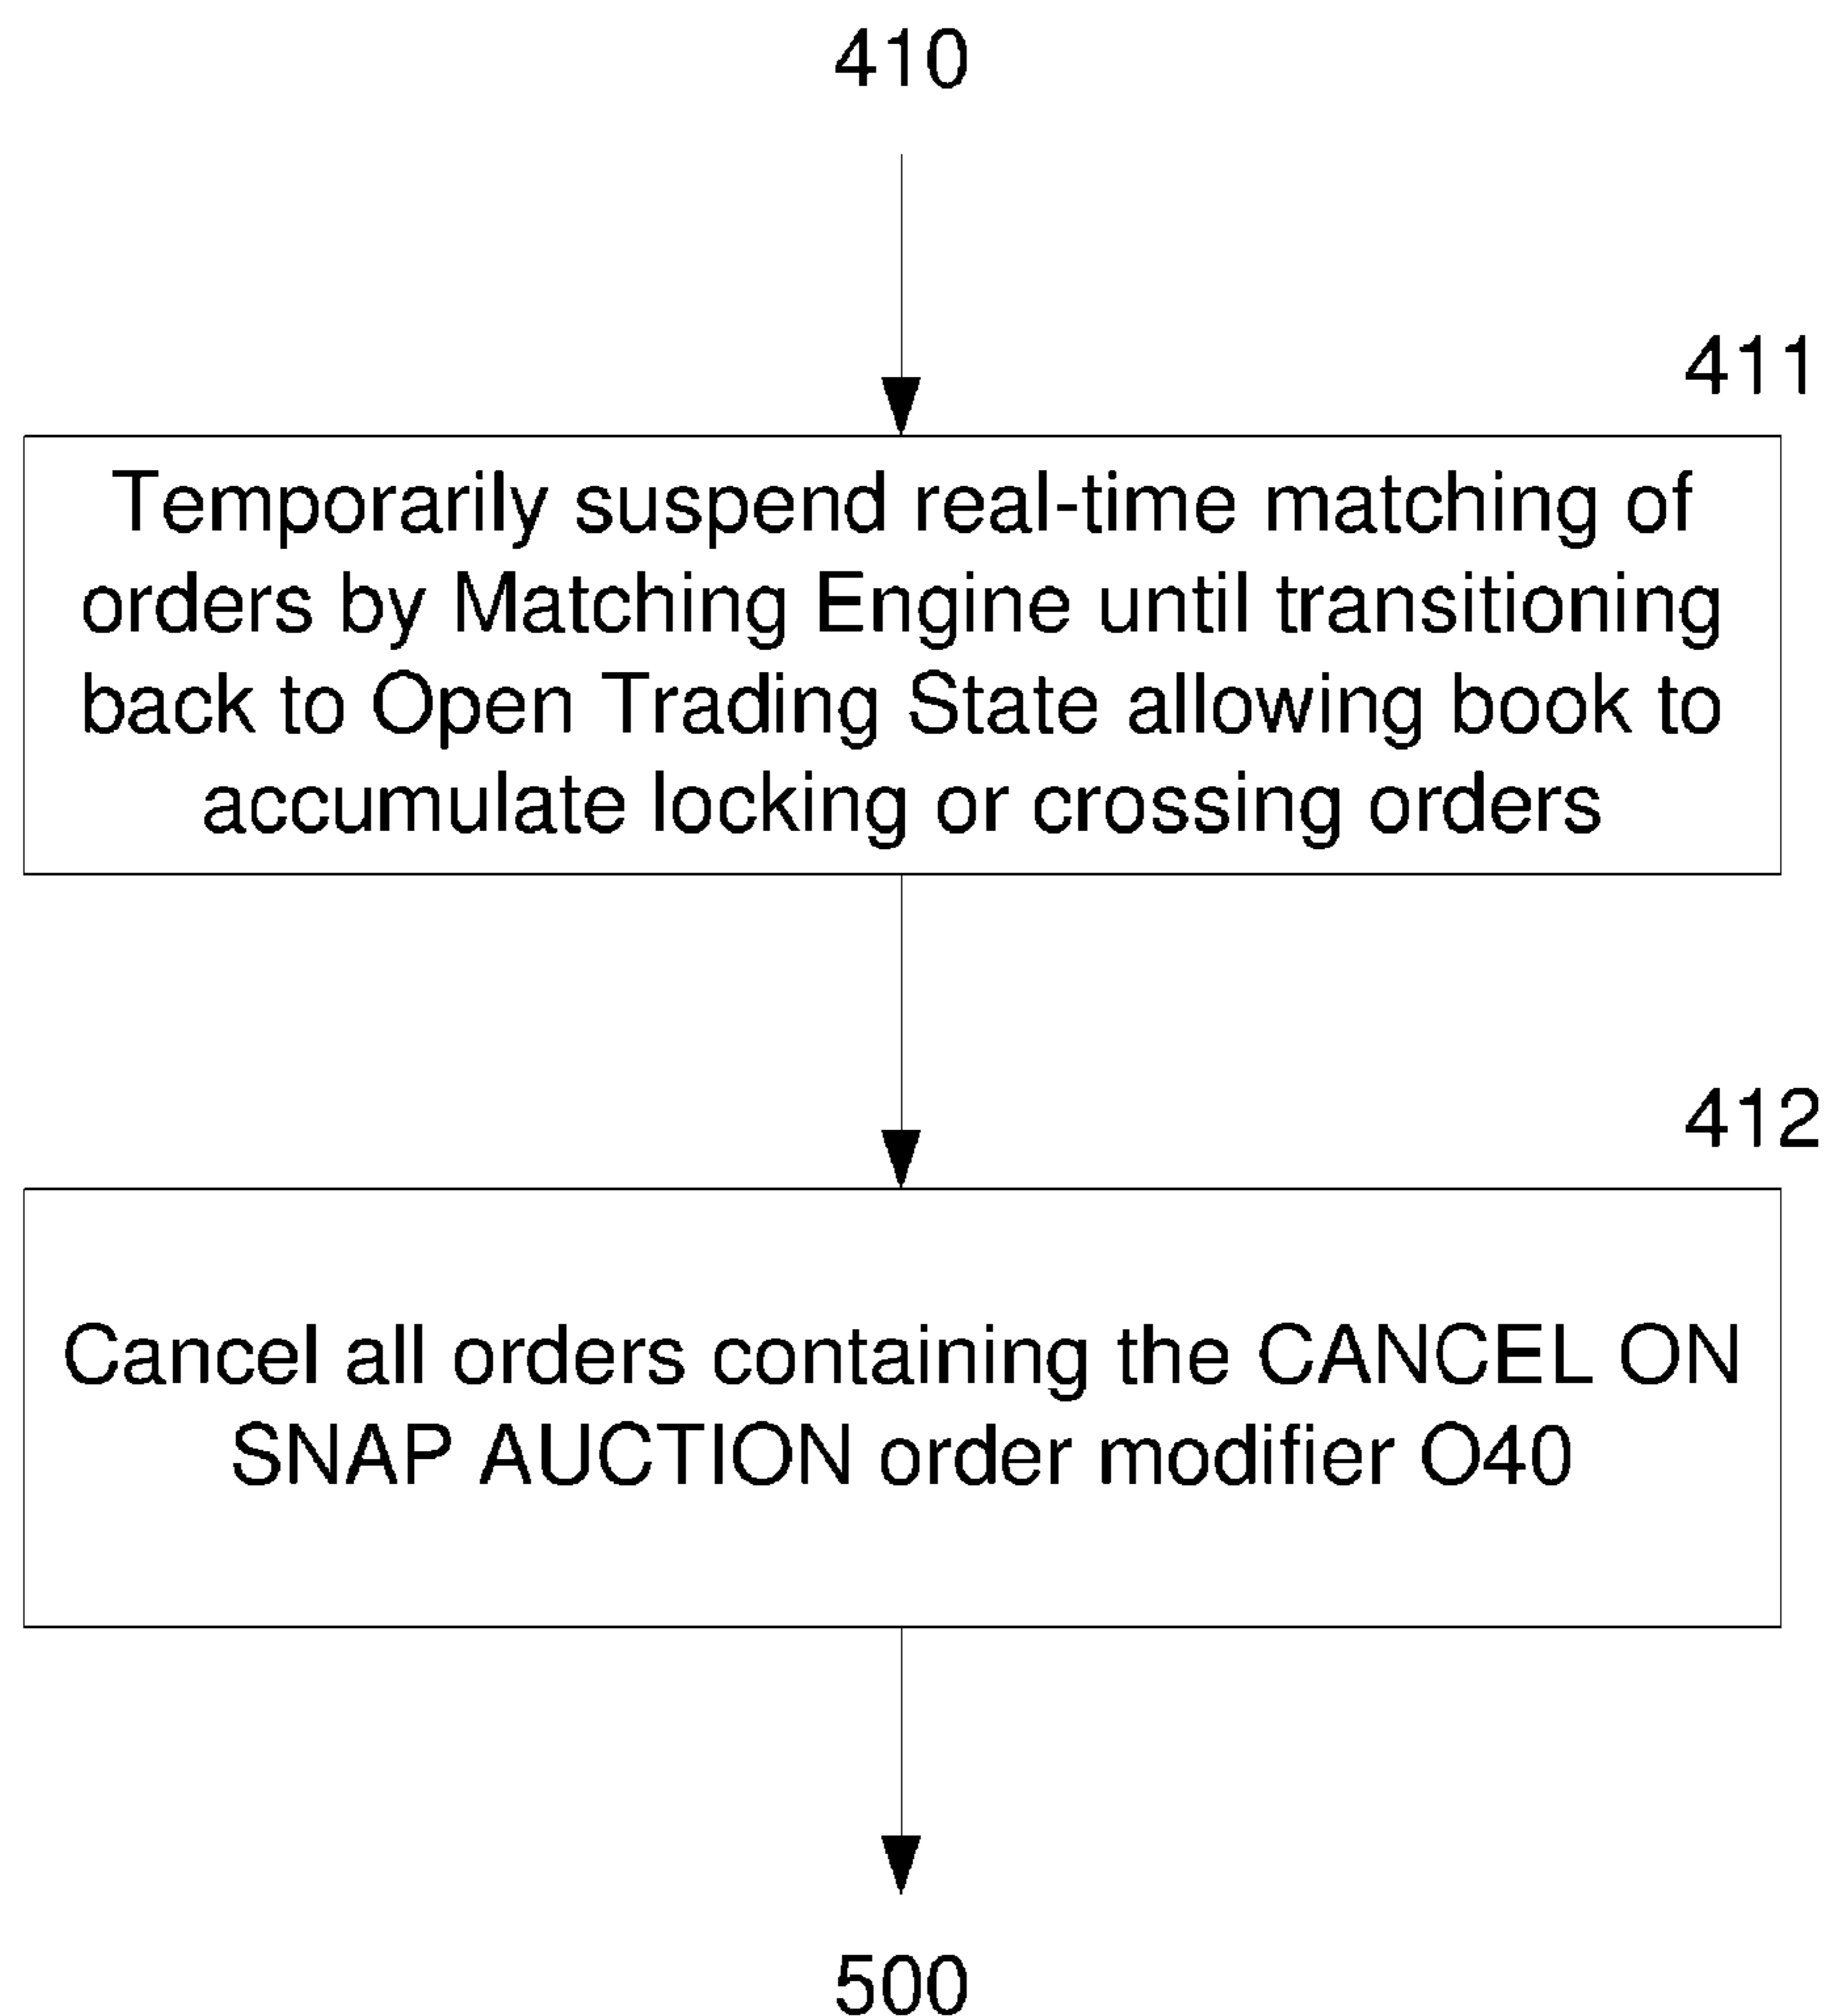 410
411
Temporarily suspend real-time matching of
orders by Matching Engine until transitioning
back to Open Trading State allowing book to
accumulate locking or crossing orders
412
Cancel all orders containing the CANCEL ON
SNAP AUCTION order modifier O40
500